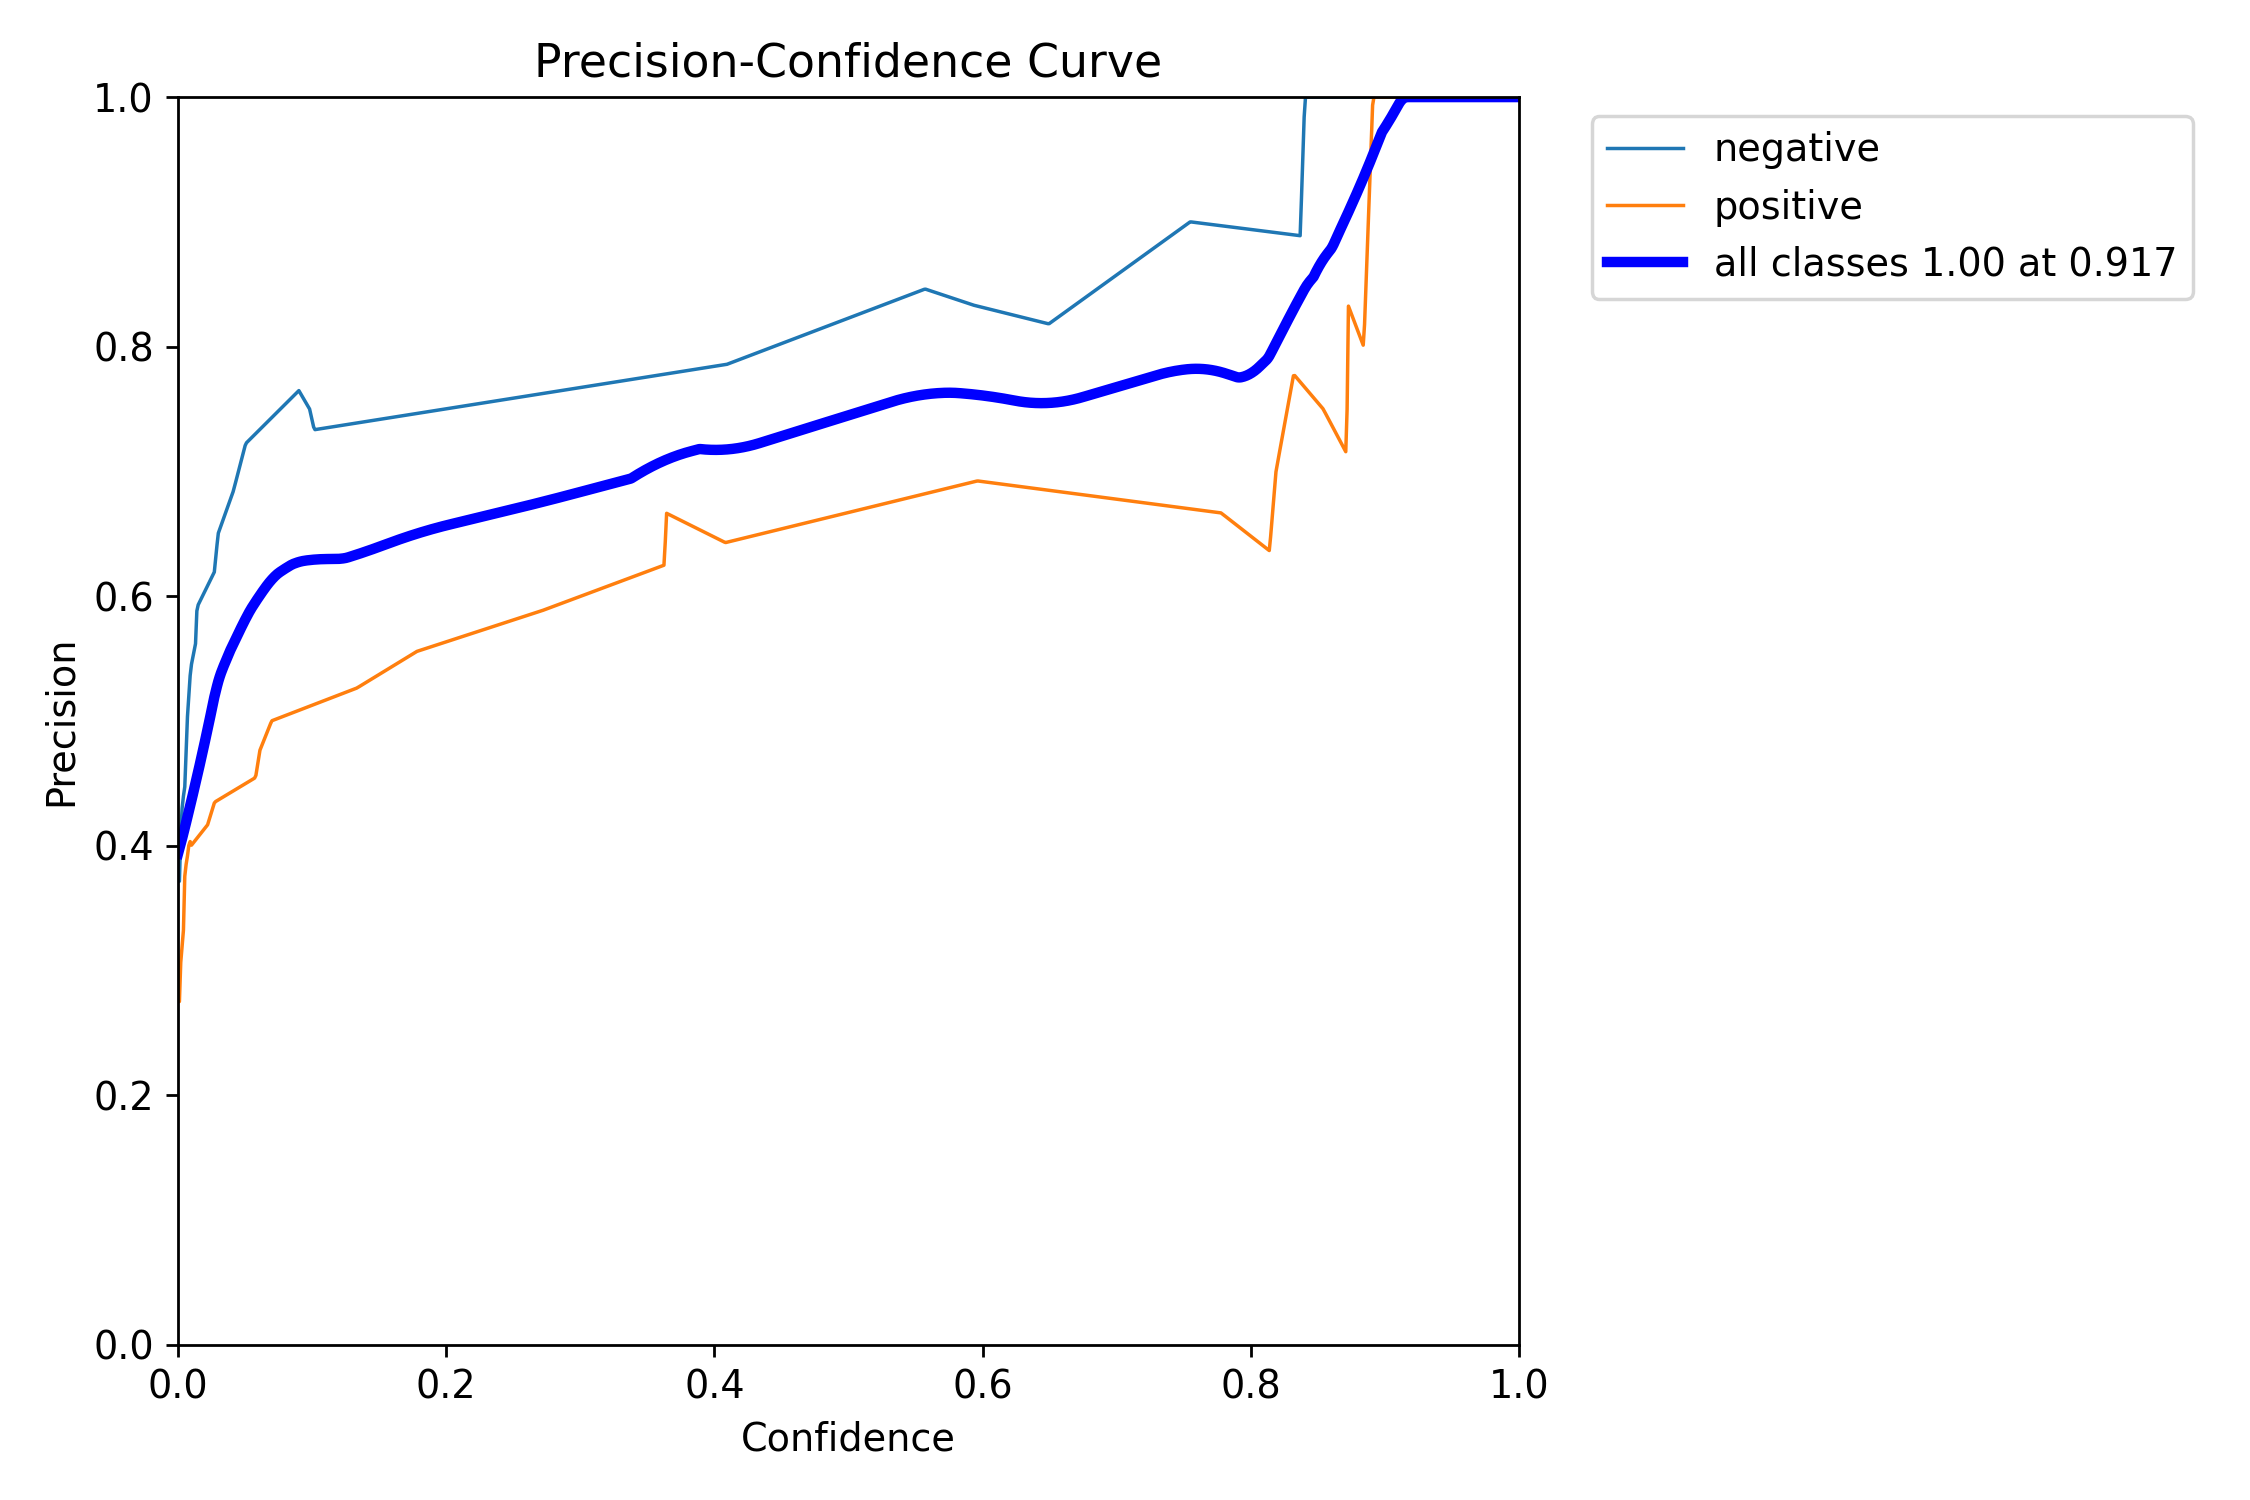 Precision-Confidence Curve
1.0
0.8
0.6
0.4
0.2
0.0
Precision
0.0 0.2 0.4 0.6 0.8 1.0
Confidence
negative
positive
all classes 1.00 at 0.917